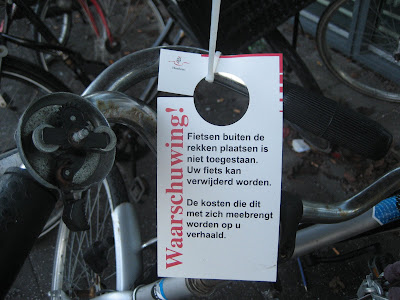 Waarschuwing!
Fietsen buiten de
rekken plaatsen is
niet toegestaan.
Uw fiets kan
verwijderd worden.
De kosten die dit
met zich meebrengt
worden op u
verhaald.